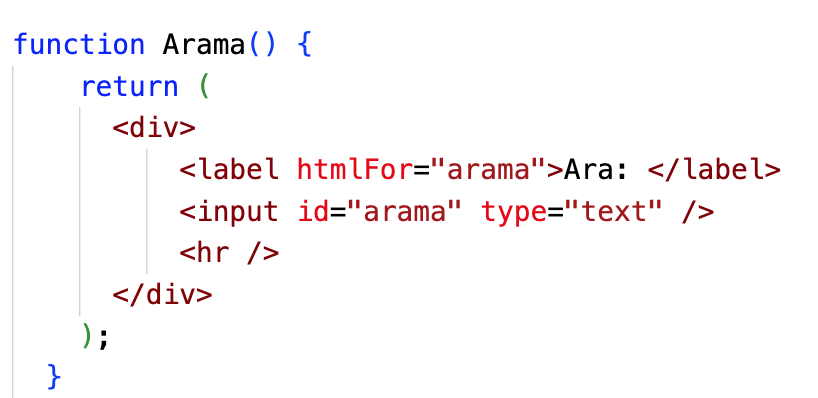 function Arama() {
return (
<div>
<label htmlFor="arama">Ara: </label>
<input id="arama" type="text" />
<hr />
</div>
);
}